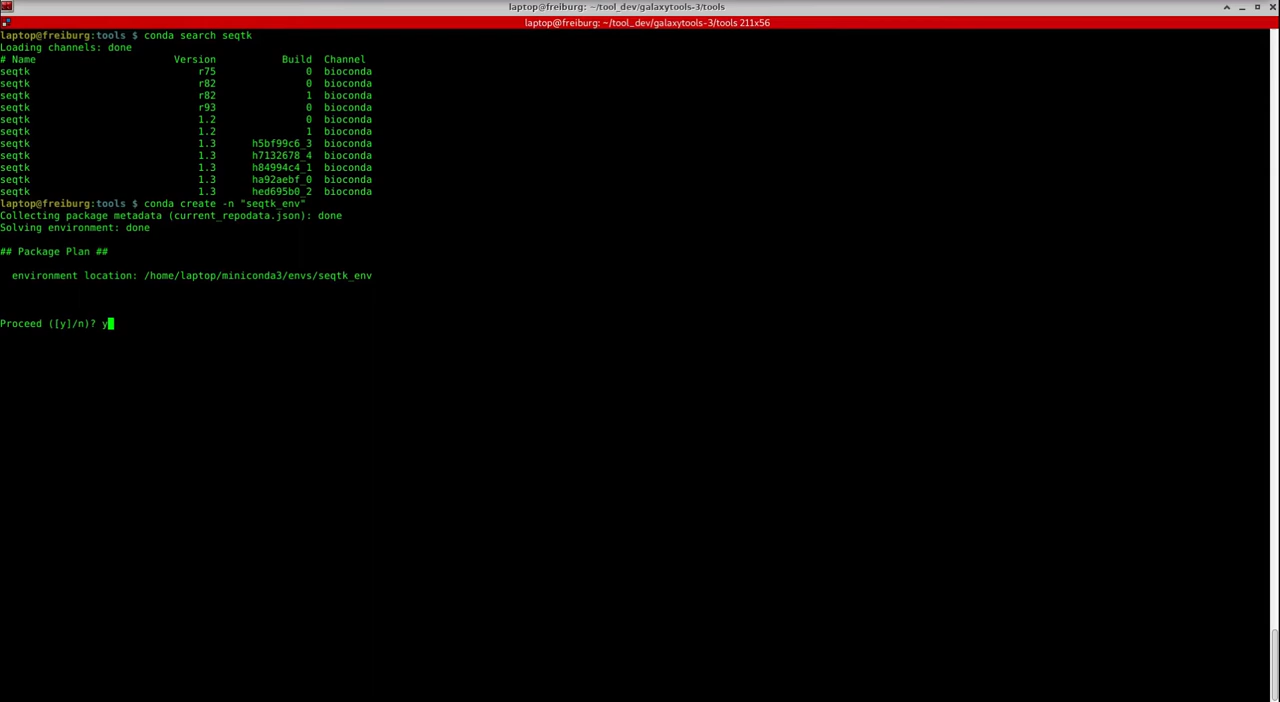 laptop@freiburg: ~/tool_dev/galaxytools-3/tools
laptop@freiburg: ~/tool_dev/galaxytools-3/tools 211x56
laptop@freiburg:tools $ conda search seqtk
Loading channels: done
# Name Version Build Channel
seqtk r75 0 bioconda
seqtk r82 0 bioconda
seqtk r82 1 bioconda
seqtk r93 0 bioconda
seqtk 1.2 0 bioconda
seqtk 1.2 1 bioconda
seqtk 1.3 h5bf99c6_3 bioconda
seqtk 1.3 h7132678_4 bioconda
seqtk 1.3 h84994c4_1 bioconda
seqtk 1.3 ha92aebf_0 bioconda
seqtk 1.3 hed695b0_2 bioconda
laptop@freiburg:tools $ conda create -n "seqtk_env"
Collecting package metadata (current_repodata.json): done
Solving environment: done
## Package Plan ##
environment location: /home/laptop/miniconda3/envs/seqtk_env
Proceed ([y]/n)? y